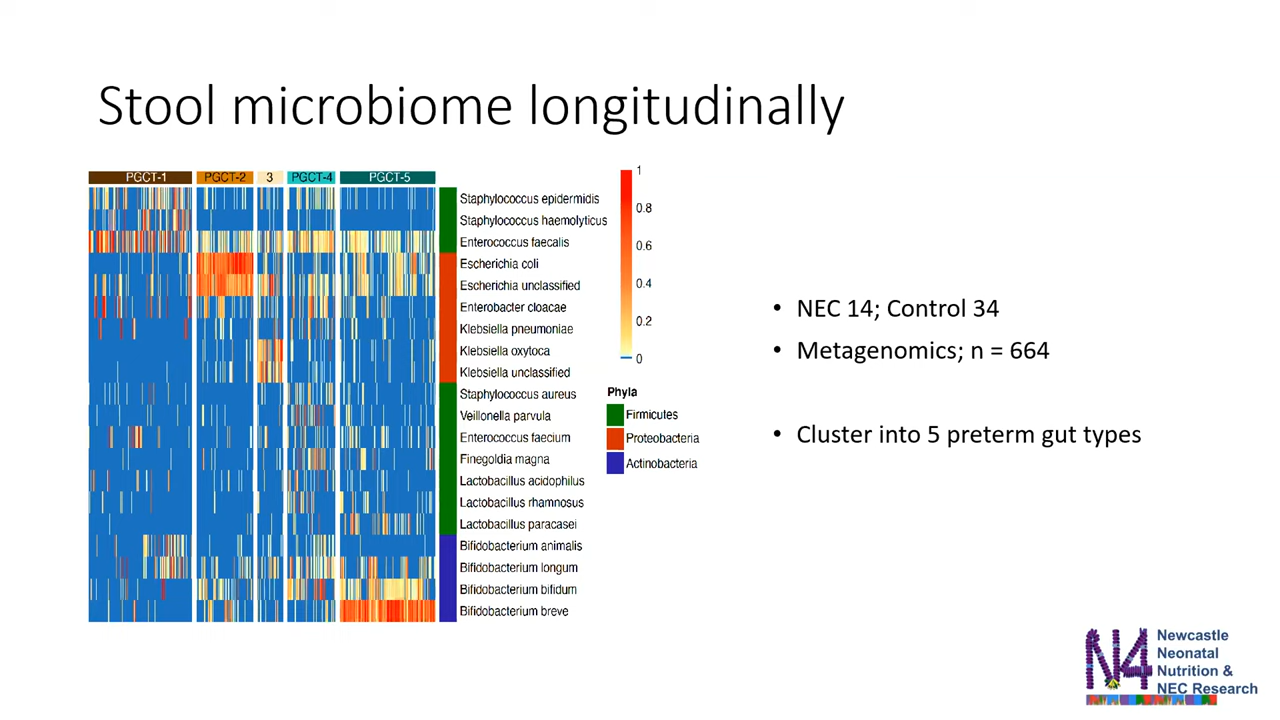 Stool microbiome longitudinally
PGCT-1 PGCT-2 3 PGCT-4 PGCT-5
Staphylococcus epidermidis
Staphylococcus haemolyticus
Enterococcus faecalis
Escherichia coli
Escherichia unclassified
Enterobacter cloacae
Klebsiella pneumoniae
Klebsiella oxytoca
Klebsiella unclassified
Staphylococcus aureus
Veillonella parvula
Enterococcus faecium
Finegoldia magna
Lactobacillus acidophilus
Lactobacillus rhamnosus
Lactobacillus paracasei
Bifidobacterium animalis
Bifidobacterium longum
Bifidobacterium bifidum
Bifidobacterium breve
1
0.8
0.6
0.4
0.2
0
Phyla
Firmicutes
Proteobacteria
Actinobacteria
• NEC 14; Control 34
• Metagenomics; n = 664
• Cluster into 5 preterm gut types
N4
Newcastle
Neonatal
Nutrition &
NEC Research